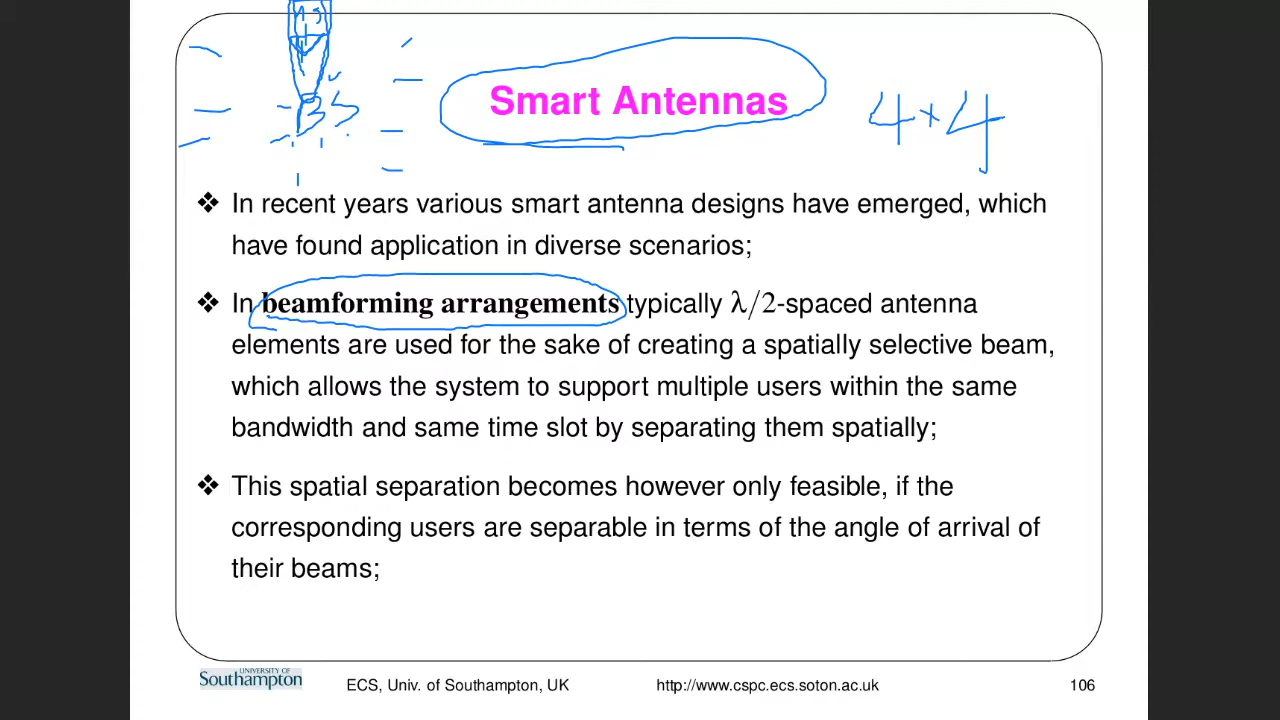 MS
BS
Smart Antennas
4 x 4
❖ In recent years various smart antenna designs have emerged, which
have found application in diverse scenarios;
❖ In beamforming arrangements typically λ/2-spaced antenna
elements are used for the sake of creating a spatially selective beam,
which allows the system to support multiple users within the same
bandwidth and same time slot by separating them spatially;
❖ This spatial separation becomes however only feasible, if the
corresponding users are separable in terms of the angle of arrival of
their beams;
UNIVERSITY OF
Southampton
ECS, Univ. of Southampton, UK
http://www.cspc.ecs.soton.ac.uk
106